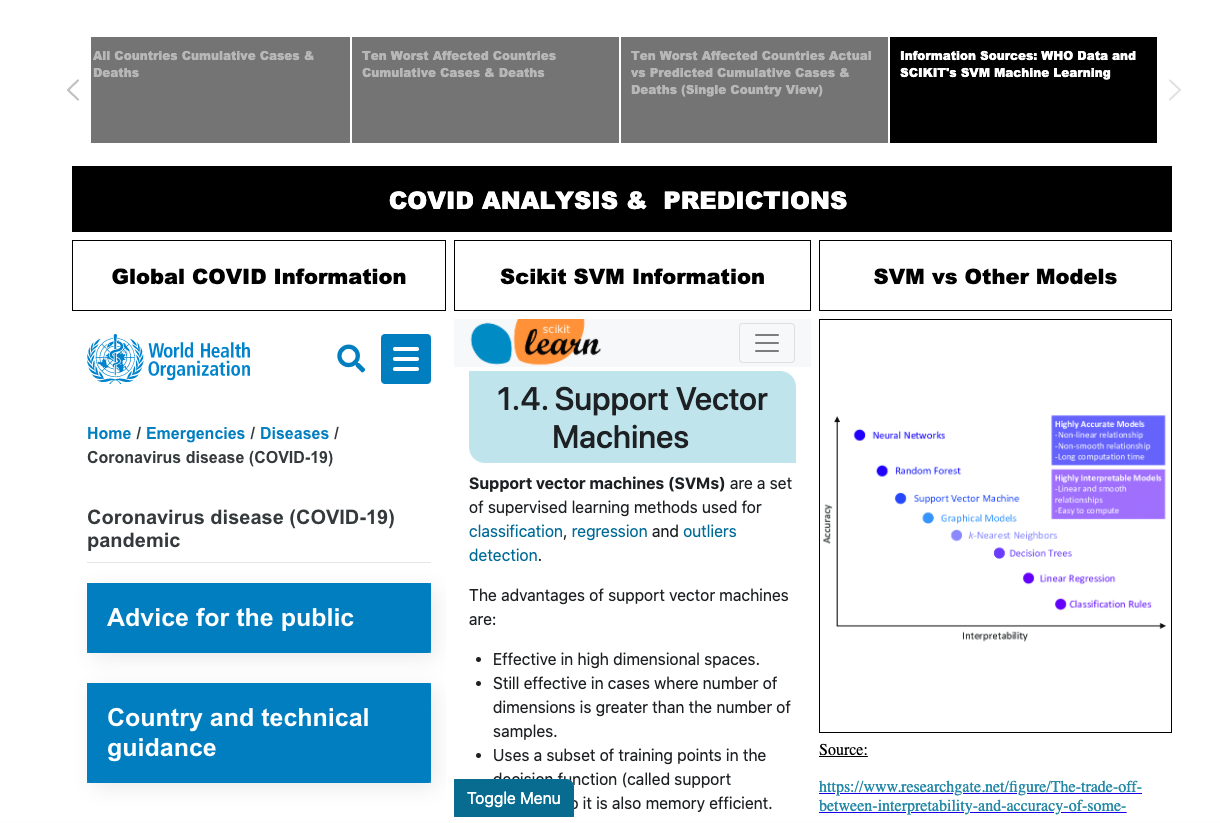 All Countries Cumulative Cases &
Deaths
Ten Worst Affected Countries
Cumulative Cases & Deaths
Ten Worst Affected Countries Actual
vs Predicted Cumulative Cases &
Deaths (Single Country View)
Information Sources: WHO Data and
SCIKIT's SVM Machine Learning
COVID ANALYSIS &  PREDICTIONS
Global COVID Information
World Health
Organization
Home / Emergencies / Diseases /
Coronavirus disease (COVID-19)
Coronavirus disease (COVID-19)
pandemic
Advice for the public
Country and technical
guidance
Scikit SVM Information
scikit
learn
1.4. Support Vector
Machines
Support vector machines (SVMs) are a set
of supervised learning methods used for
classification, regression and outliers
detection.
The advantages of support vector machines
are:
• Effective in high dimensional spaces.
• Still effective in cases where number of
dimensions is greater than the number of
samples.
• Uses a subset of training points in the
decision function (called support
it is also memory efficient.
Toggle Menu
SVM vs Other Models
Accuracy
Neural Networks
Random Forest
Support Vector Machine
Graphical Models
k-Nearest Neighbors
Decision Trees
Linear Regression
Classification Rules
Highly Accurate Models
-Non-linear relationship
-Non-smooth relationship
-Long computation time
Highly Interpretable Models
-Linear and smooth
relationships
-Easy to compute
Interpretability
Source:
https://www.researchgate.net/figure/The-trade-off-
between-interpretability-and-accuracy-of-some-